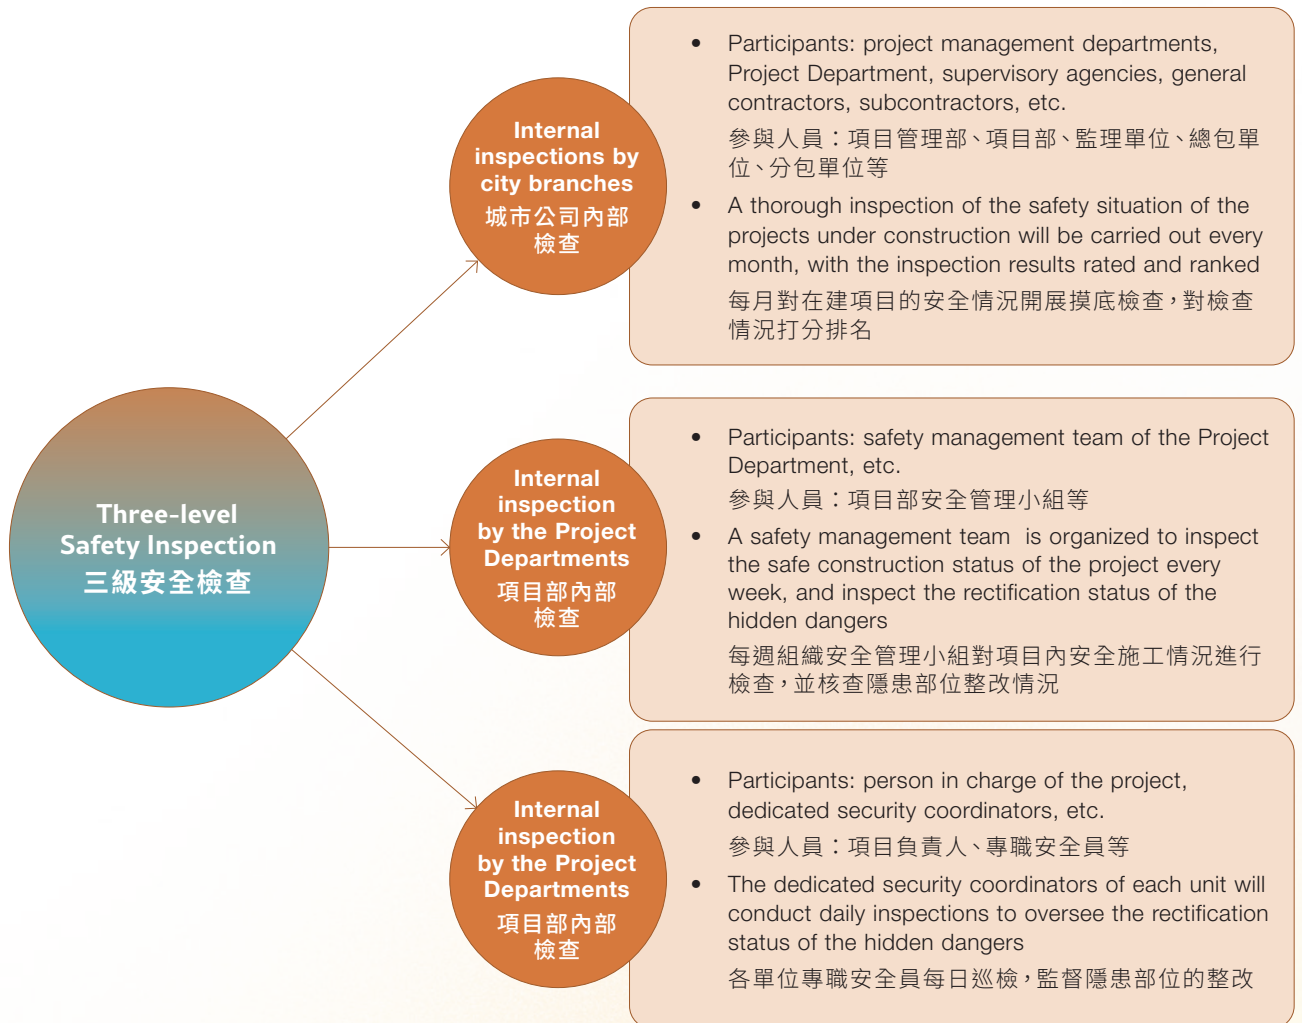 Three-level
Safety Inspection
三級安全檢查
Internal
inspections by
city branches
城市公司內部
檢查
• Participants: project management departments,
Project Department, supervisory agencies, general
contractors, subcontractors, etc.
參與人員：項目管理部、項目部、監理單位、總包單
位、分包單位等
• A thorough inspection of the safety situation of the
projects under construction will be carried out every
month, with the inspection results rated and ranked
每月對在建項目的安全情況開展摸底檢查，對檢查
情況打分排名
Internal
inspection
by the Project
Departments
項目部內部
檢查
• Participants: safety management team of the Project
Department, etc.
參與人員：項目部安全管理小組等
• A safety management team is organized to inspect
the safe construction status of the project every
week, and inspect the rectification status of the
hidden dangers
每週組織安全管理小組對項目內安全施工情況進行
檢查，並核查隱患部位整改情況
Internal
inspection
by the Project
Departments
項目部內部
檢查
• Participants: person in charge of the project,
dedicated security coordinators, etc.
參與人員：項目負責人、專職安全員等
• The dedicated security coordinators of each unit will
conduct daily inspections to oversee the rectification
status of the hidden dangers
各單位專職安全員每日巡檢，監督隱患部位的整改